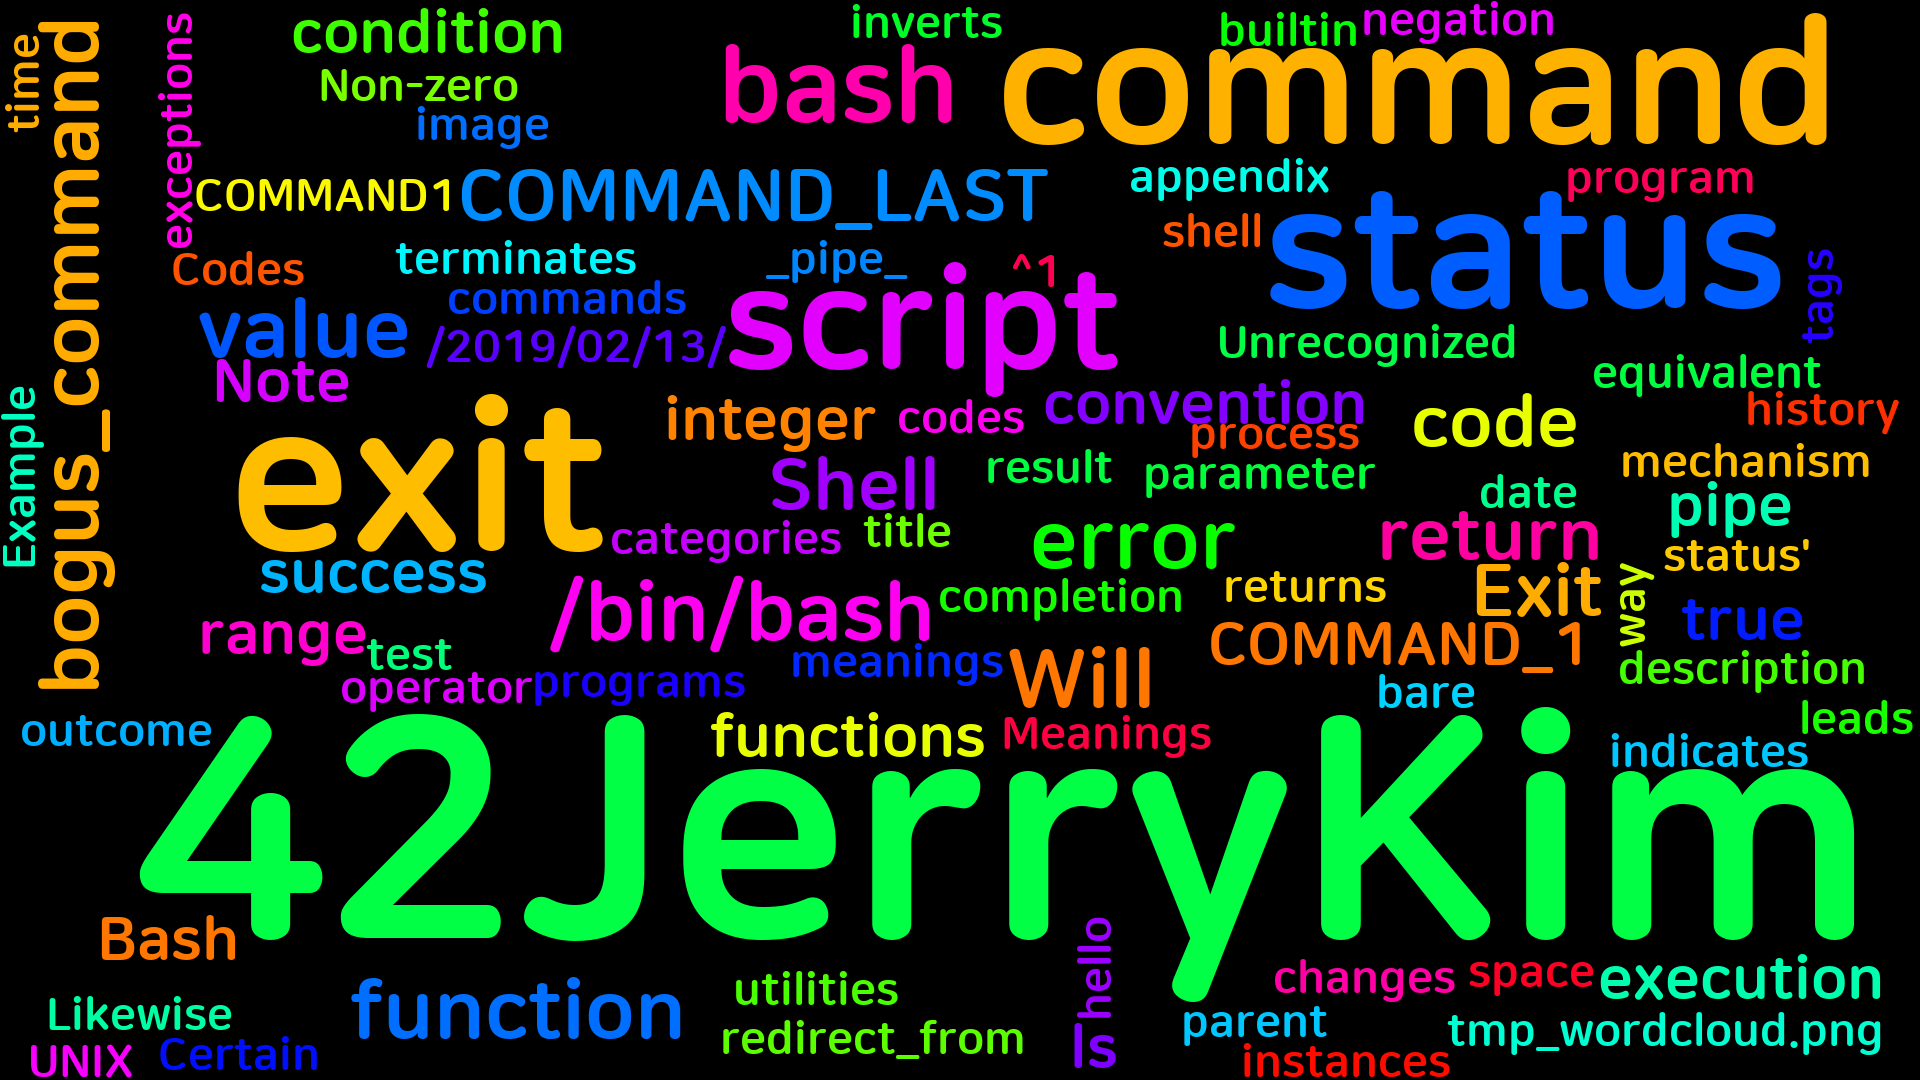 time
bogus_command
exceptions
condition
Non-zero
image
inverts
bash
builtin
negation
command
COMMAND1
COMMAND_LAST
appendix
program
shell
status
Codes
terminates
_pipe_
^1
tags
commands
value
/2019/02/13/
script
Unrecognized
Note
equivalent
Example
exit
integer
codes
convention
process
code
history
Shell
result
parameter
mechanism
date
pipe
categories
title
error
return
status'
success
/bin/bash
completion
returns
Exit
way
true
range
test
operator
programs
meanings
Will
COMMAND_1
description
bare
outcome
functions
Meanings
leads
indicates
42JerryKim
Bash
hello
function
utilities
changes
space
execution
Likewise
redirect_from
ls
parent
tmp_wordcloud.png
UNIX
Certain
instances